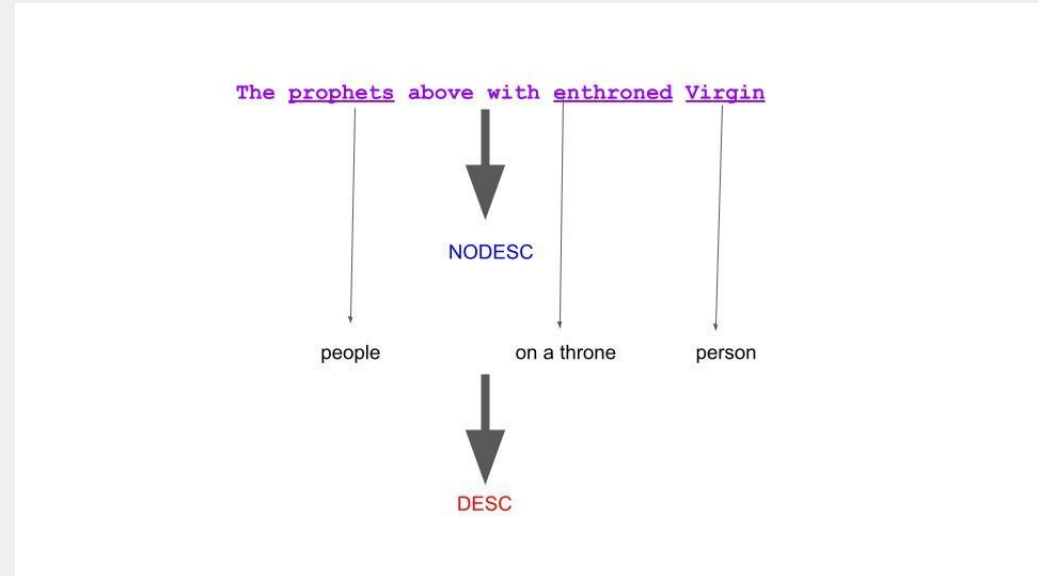 The prophets above with enthroned Virgin
NODESC
people on a throne person
DESC